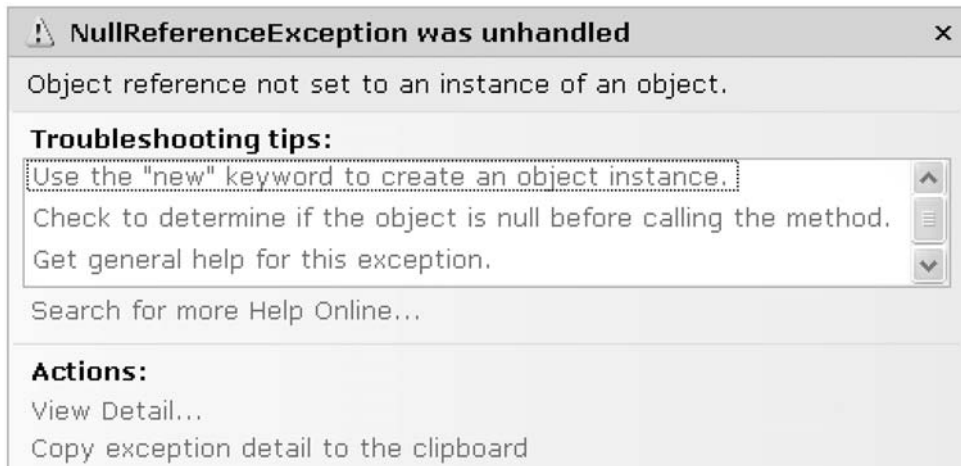 NullReferenceException was unhandled
Object reference not set to an instance of an object.
Troubleshooting tips:
Use the "new" keyword to create an object instance.
Check to determine if the object is null before calling the method.
Get general help for this exception.
Search for more Help Online...
Actions:
View Detail...
Copy exception detail to the clipboard